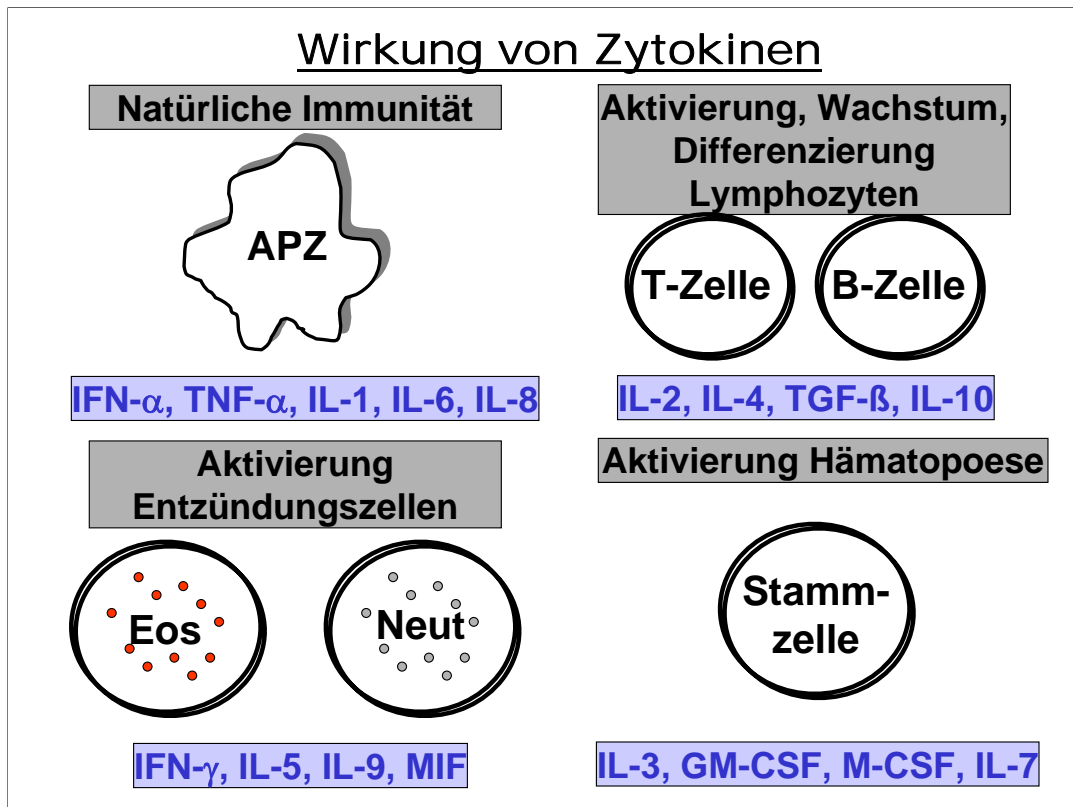 Wirkung von Zytokinen
Natürliche Immunität
APZ
IFN-α, TNF-α, IL-1, IL-6, IL-8
Aktivierung, Wachstum,
Differenzierung
Lymphozyten
T-Zelle
B-Zelle
IL-2, IL-4, TGF-ß, IL-10
Aktivierung
Entzündungszellen
Eos
Neut
IFN-γ, IL-5, IL-9, MIF
Aktivierung Hämatopoese
Stamm-
zelle
IL-3, GM-CSF, M-CSF, IL-7